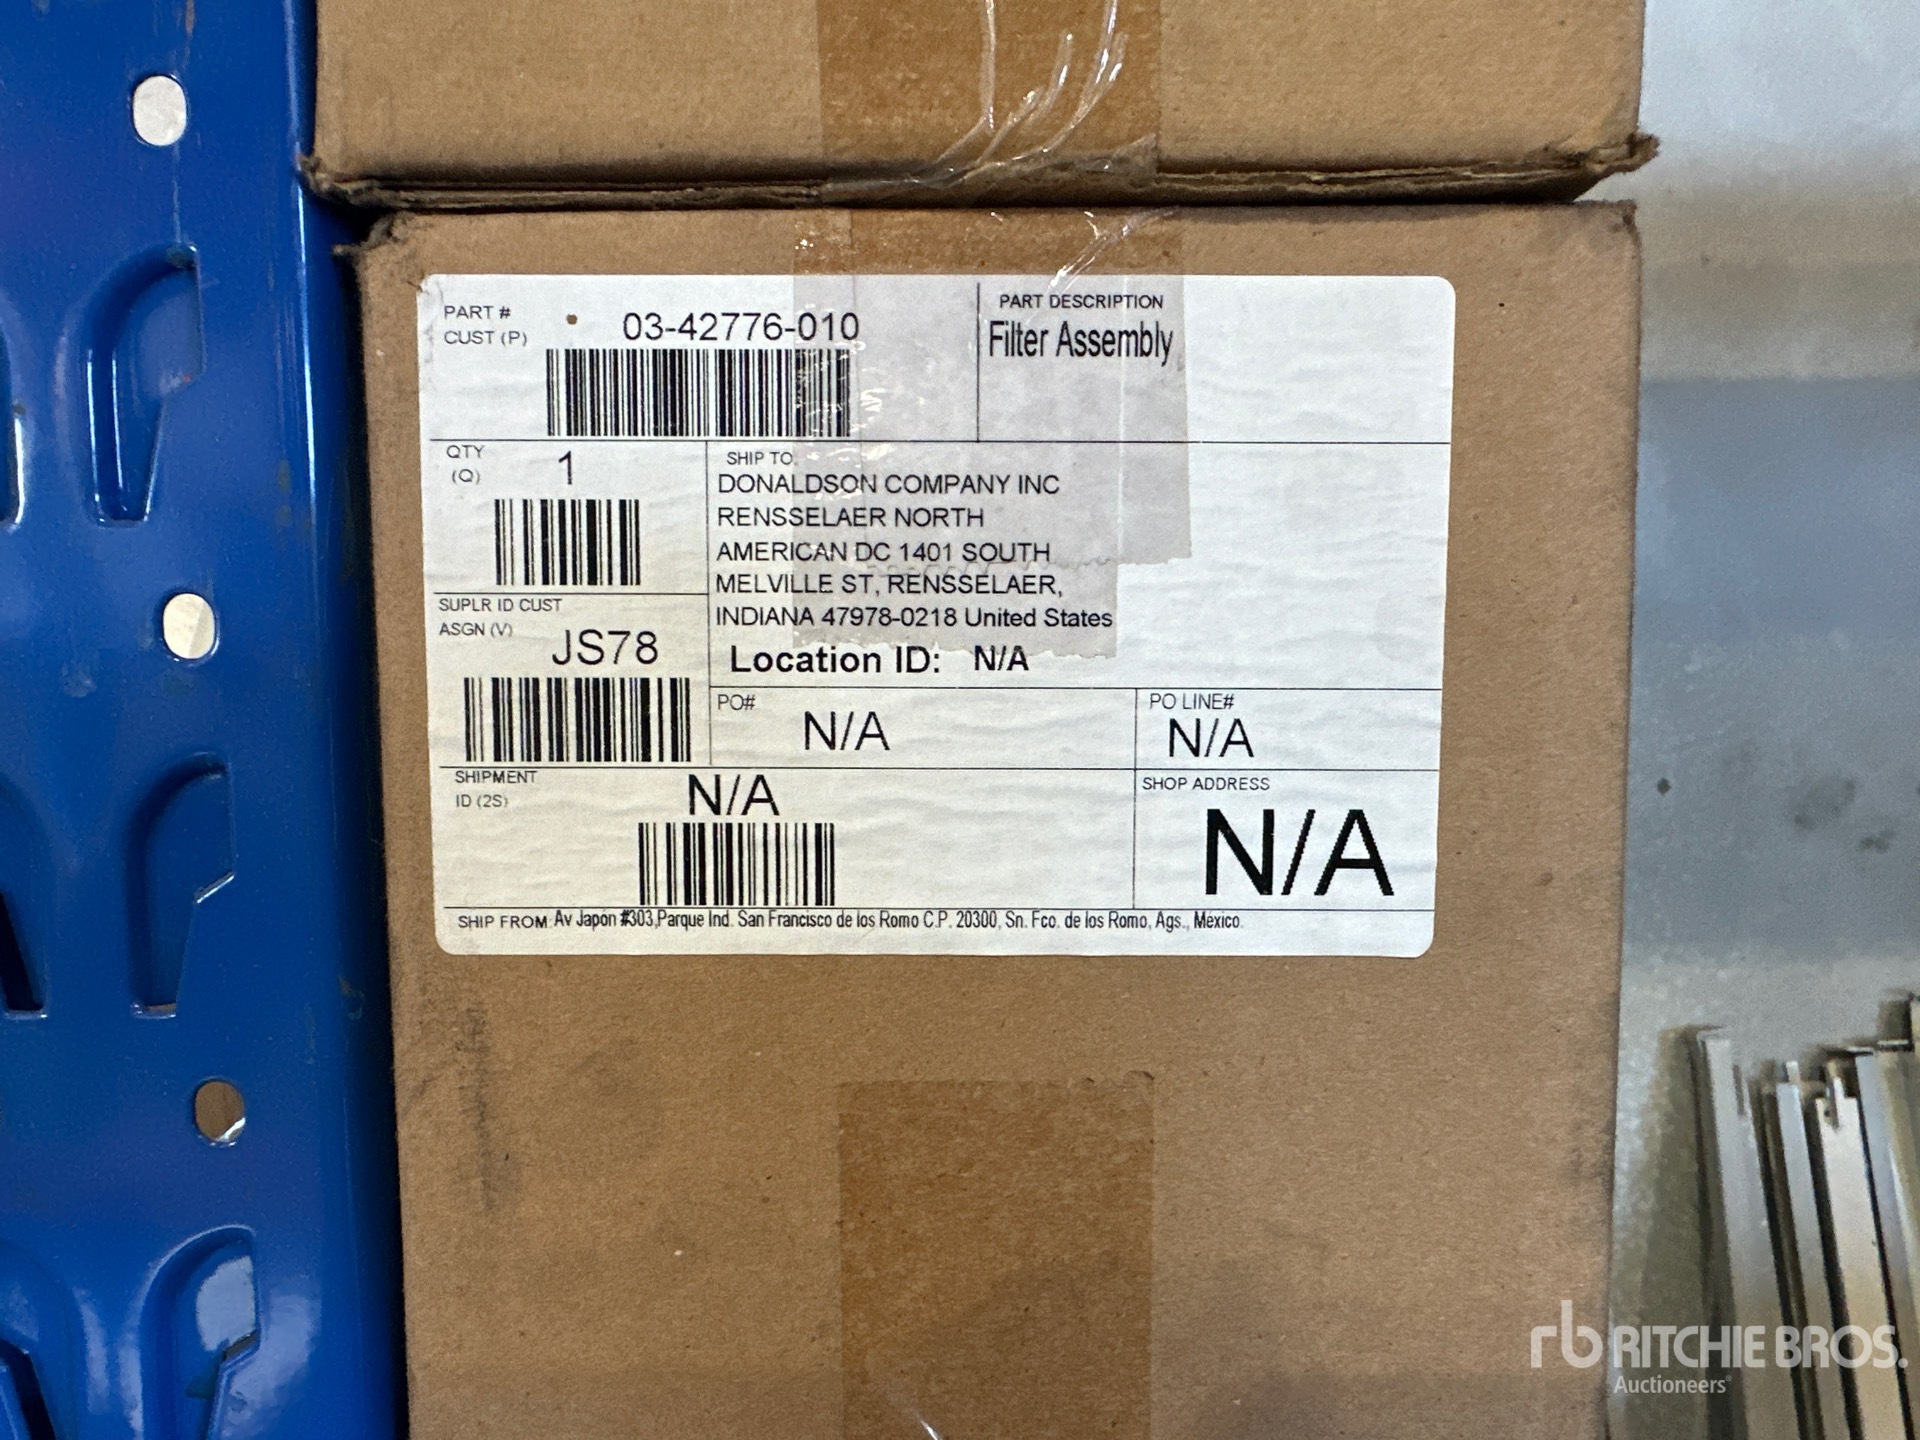 PART #
CUST (P)
03-42776-010
PART DESCRIPTION
Filter Assembly
QTY
(Q)
1
SHIP TO
DONALDSON COMPANY INC
RENSSELAER NORTH
AMERICAN DC 1401 SOUTH
MELVILLE ST, RENSSELAER,
INDIANA 47978-0218 United States
Location ID: N/A
SUPLR ID CUST
ASGN (V)
JS78
PO#
N/A
PO LINE#
N/A
SHIPMENT
ID (2S)
N/A
SHOP ADDRESS
N/A
SHIP FROM Av Japón #303,Parque Ind. San Francisco de los Romo C.P. 20300, Sn. Fco. de los Romo, Ags., México.
rb RITCHIE BROS.
Auctioneers